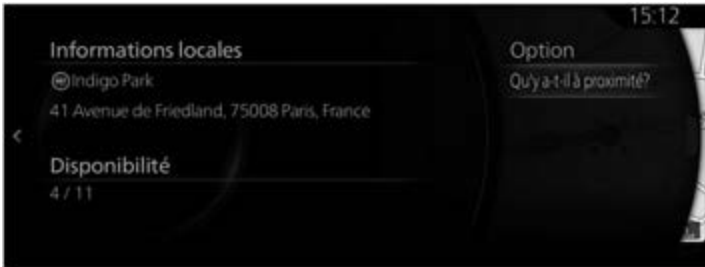 15:12
Informations locales
Indigo Park
41 Avenue de Friedland, 75008 Paris, France
Disponibilité
4 / 11
Option
Qu'y a-t-il à proximité?